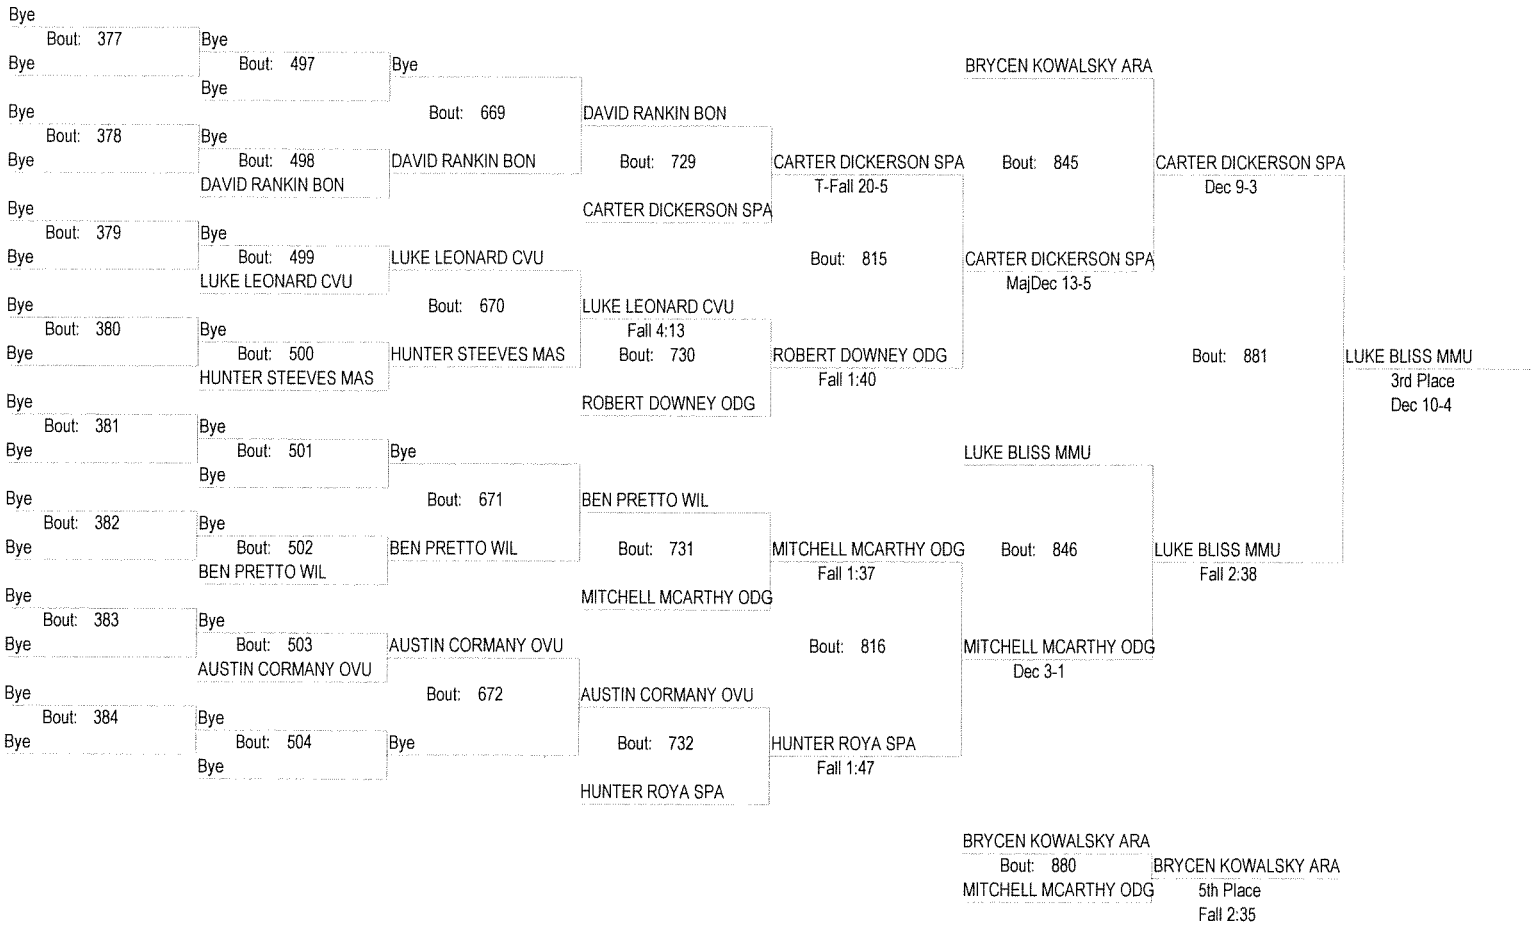 Bye
Bout: 377
Bye
Bye
Bout: 497
Bye
Bye
Bout: 378
Bye
Bye
Bout: 498
DAVID RANKIN BON
Bye
Bout: 669
DAVID RANKIN BON
Bye
Bout: 379
Bye
Bye
Bout: 499
LUKE LEONARD CVU
Bye
Bout: 380
Bye
Bye
Bout: 500
HUNTER STEEVES MAS
LUKE LEONARD CVU
Bout: 670
HUNTER STEEVES MAS
DAVID RANKIN BON
Bout: 729
CARTER DICKERSON SPA
LUKE LEONARD CVU
Fall 4:13
Bout: 730
ROBERT DOWNEY ODG
CARTER DICKERSON SPA
T-Fall 20-5
Bout: 815
ROBERT DOWNEY ODG
Fall 1:40
BRYCEN KOWALSKY ARA
Bout: 845
CARTER DICKERSON SPA
MajDec 13-5
CARTER DICKERSON SPA
Dec 9-3
Bye
Bout: 381
Bye
Bye
Bout: 501
Bye
Bye
Bout: 382
Bye
Bye
Bout: 502
BEN PRETTO WIL
Bye
Bout: 671
BEN PRETTO WIL
Bye
Bout: 383
Bye
Bye
Bout: 503
AUSTIN CORMANY OVU
Bye
Bout: 384
Bye
Bye
Bout: 504
Bye
AUSTIN CORMANY OVU
Bout: 672
Bye
BEN PRETTO WIL
Bout: 731
MITCHELL MCARTHY ODG
AUSTIN CORMANY OVU
Bout: 732
HUNTER ROYA SPA
MITCHELL MCARTHY ODG
Fall 1:37
Bout: 816
HUNTER ROYA SPA
Fall 1:47
LUKE BLISS MMU
Bout: 846
MITCHELL MCARTHY ODG
Dec 3-1
LUKE BLISS MMU
Fall 2:38
Bout: 881
LUKE BLISS MMU
3rd Place
Dec 10-4
BRYCEN KOWALSKY ARA
Bout: 880
MITCHELL MCARTHY ODG
BRYCEN KOWALSKY ARA
5th Place
Fall 2:35